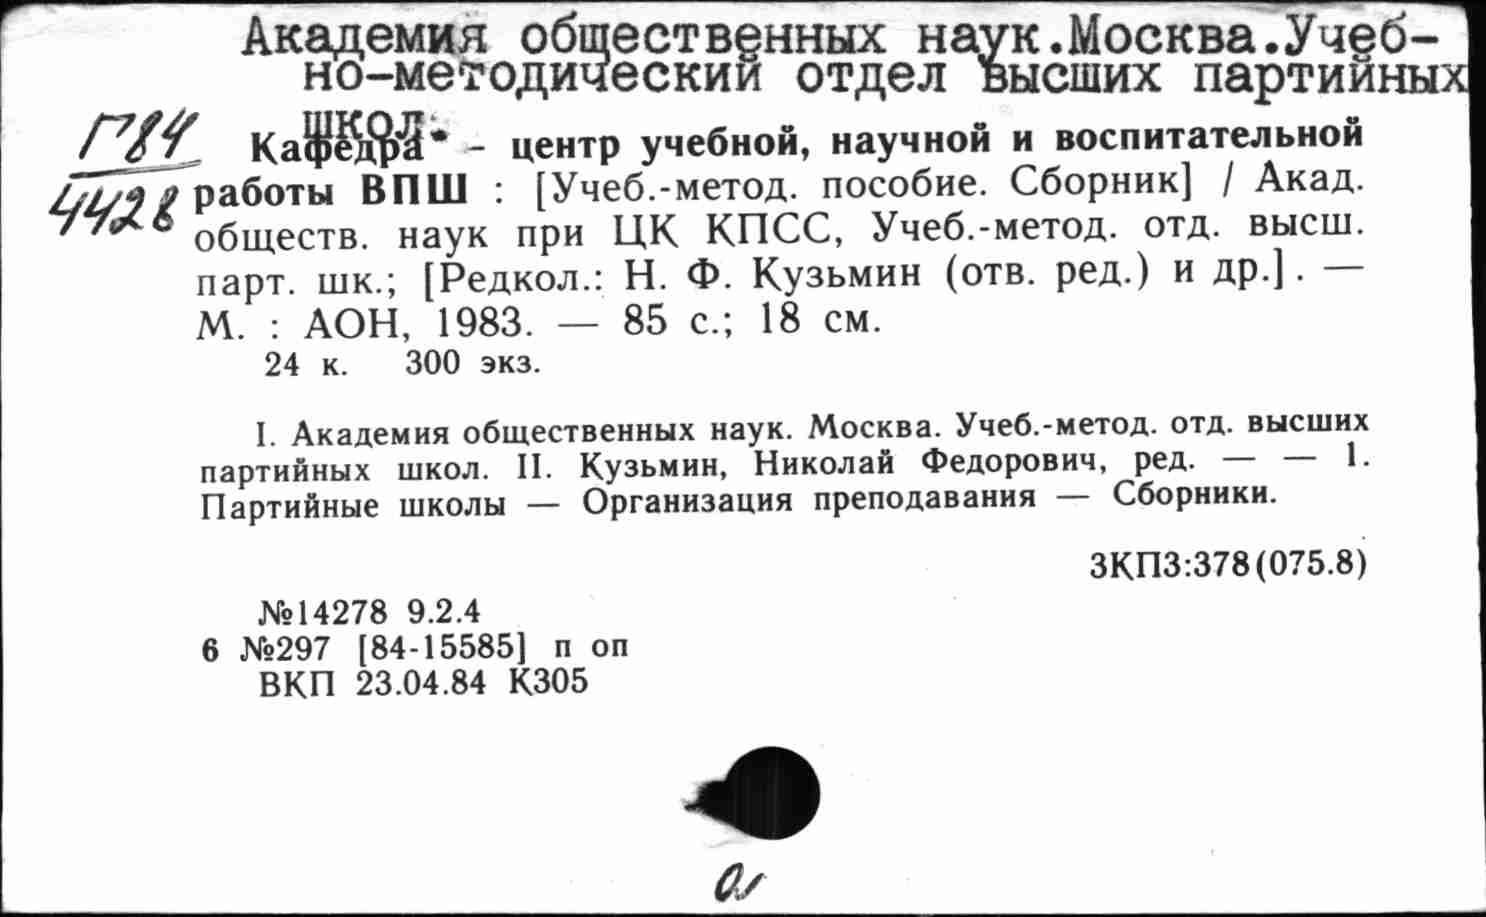 Академия общественных наук.Москва.Учеб-
но-методический отдел высших партийных
школ.
Г84
4428
Кафедра - центр учебной, научной и воспитательной
работы ВПШ : [Учеб.-метод. пособие. Сборник] / Акад.
обществ. наук при ЦК КПСС, Учеб.-метод. отд. высш.
парт. шк.; [Редкол.: Н. Ф. Кузьмин (отв. ред.) и др.]. —
М. : АОН, 1983. — 85 с.; 18 см.
24 к. 300 экз.
I. Академия общественных наук. Москва. Учеб.-метод. отд. высших
партийных школ. II. Кузьмин, Николай Федорович, ред. — — 1.
Партийные школы — Организация преподавания — Сборники.
3КП3:378(075.8)
№14278 9.2.4
6 №297 [84-15585] п оп
ВКП 23.04.84 К305